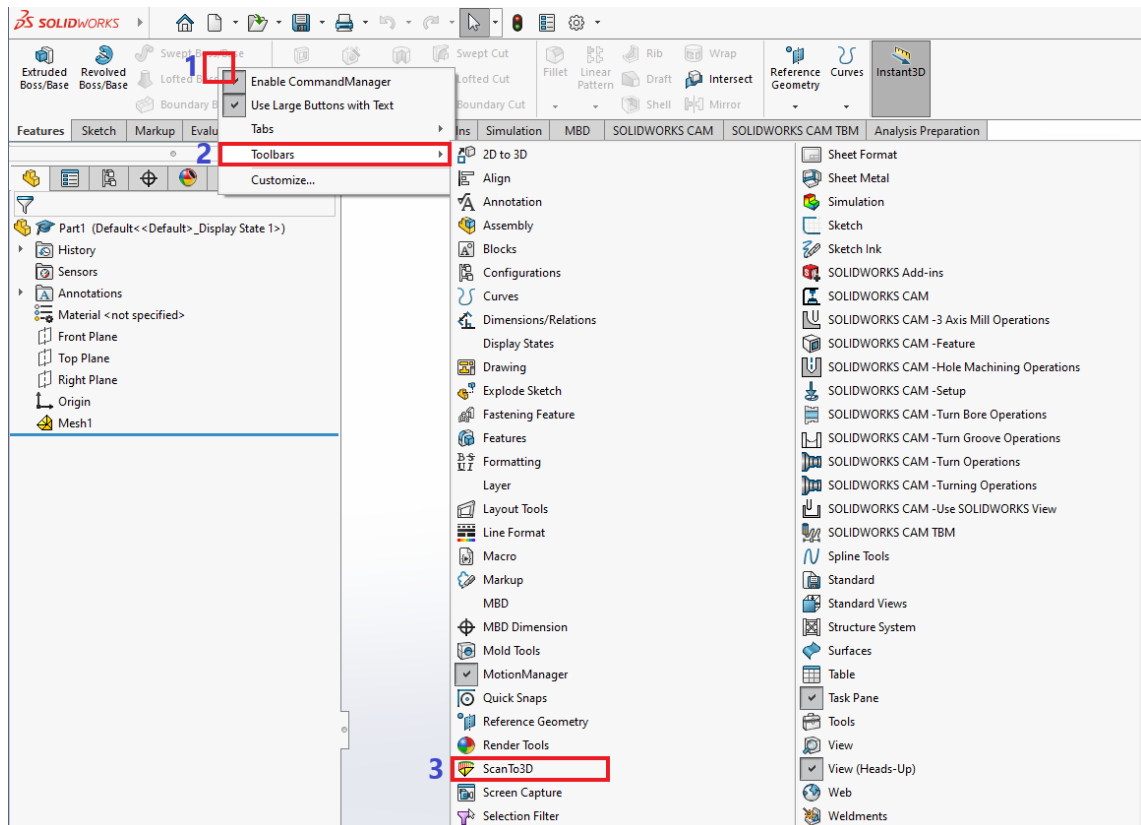 SOLIDWORKS
Extruded Boss/Base
Revolved Boss/Base
Swept Boss/Base
Lofted B
Boundary B
Swept Cut
Lofted Cut
Boundary Cut
Fillet
Linear Pattern
Rib
Draft
Shell
Wrap
Intersect
Mirror
Reference Geometry
Curves
Instant3D
1
Enable CommandManager
Use Large Buttons with Text
Tabs
2
Toolbars
Customize...
Features
Sketch
Markup
Evalu
Ins
Simulation
MBD
SOLIDWORKS CAM
SOLIDWORKS CAM TBM
Analysis Preparation
Part1 (Default<<Default>_Display State 1>)
History
Sensors
Annotations
Material <not specified>
Front Plane
Top Plane
Right Plane
Origin
Mesh1
2D to 3D
Align
Annotation
Assembly
Blocks
Configurations
Curves
Dimensions/Relations
Display States
Drawing
Explode Sketch
Fastening Feature
Features
Formatting
Layer
Layout Tools
Line Format
Macro
Markup
MBD
MBD Dimension
Mold Tools
MotionManager
Quick Snaps
Reference Geometry
Render Tools
3
ScanTo3D
Screen Capture
Selection Filter
Sheet Format
Sheet Metal
Simulation
Sketch
Sketch Ink
SOLIDWORKS Add-ins
SOLIDWORKS CAM
SOLIDWORKS CAM -3 Axis Mill Operations
SOLIDWORKS CAM -Feature
SOLIDWORKS CAM -Hole Machining Operations
SOLIDWORKS CAM -Setup
SOLIDWORKS CAM -Turn Bore Operations
SOLIDWORKS CAM -Turn Groove Operations
SOLIDWORKS CAM -Turn Operations
SOLIDWORKS CAM -Turning Operations
SOLIDWORKS CAM -Use SOLIDWORKS View
SOLIDWORKS CAM TBM
Spline Tools
Standard
Standard Views
Structure System
Surfaces
Table
Task Pane
Tools
View
View (Heads-Up)
Web
Weldments